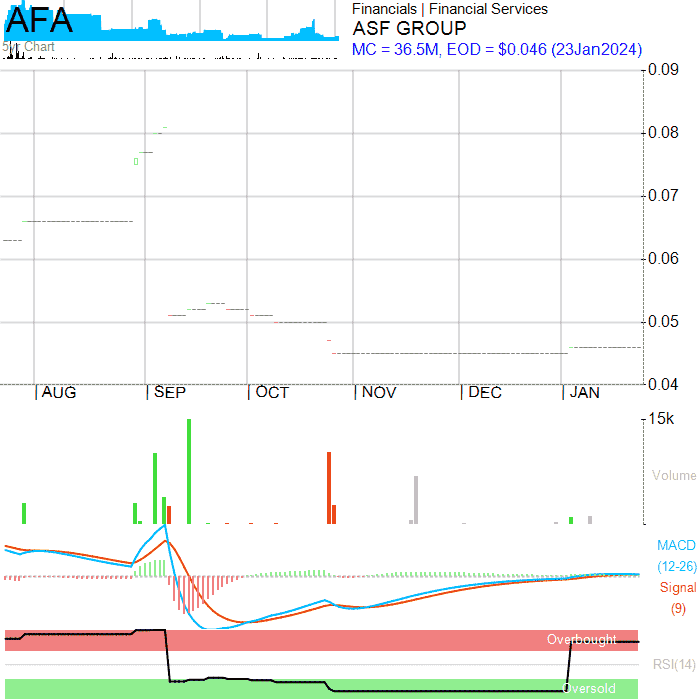 AFA
5yr Chart
Financials | Financial Services
ASF GROUP
MC = 36.5M, EOD = $0.046 (23Jan2024)
0.09
0.08
0.07
0.06
0.05
0.04
AUG SEP OCT NOV DEC JAN
15k
Volume
MACD
(12-26)
Signal
(9)
Overbought
RSI(14)
Oversold